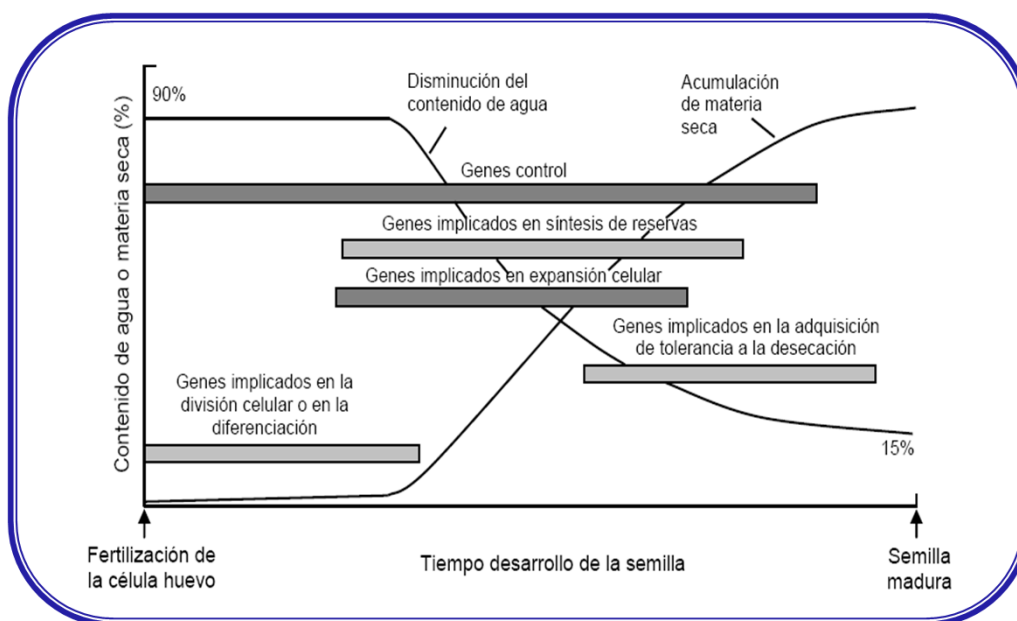 Contenido de agua o materia seca (%)
90%
Disminución del
contenido de agua
Acumulación
de materia
seca
Genes control
Genes implicados en síntesis de reservas
Genes implicados en expansión celular
Genes implicados en la adquisición
de tolerancia a la desecación
Genes implicados en la
división celular o en la
diferenciación
15%
Fertilización de
la célula huevo
Tiempo desarrollo de la semilla
Semilla
madura